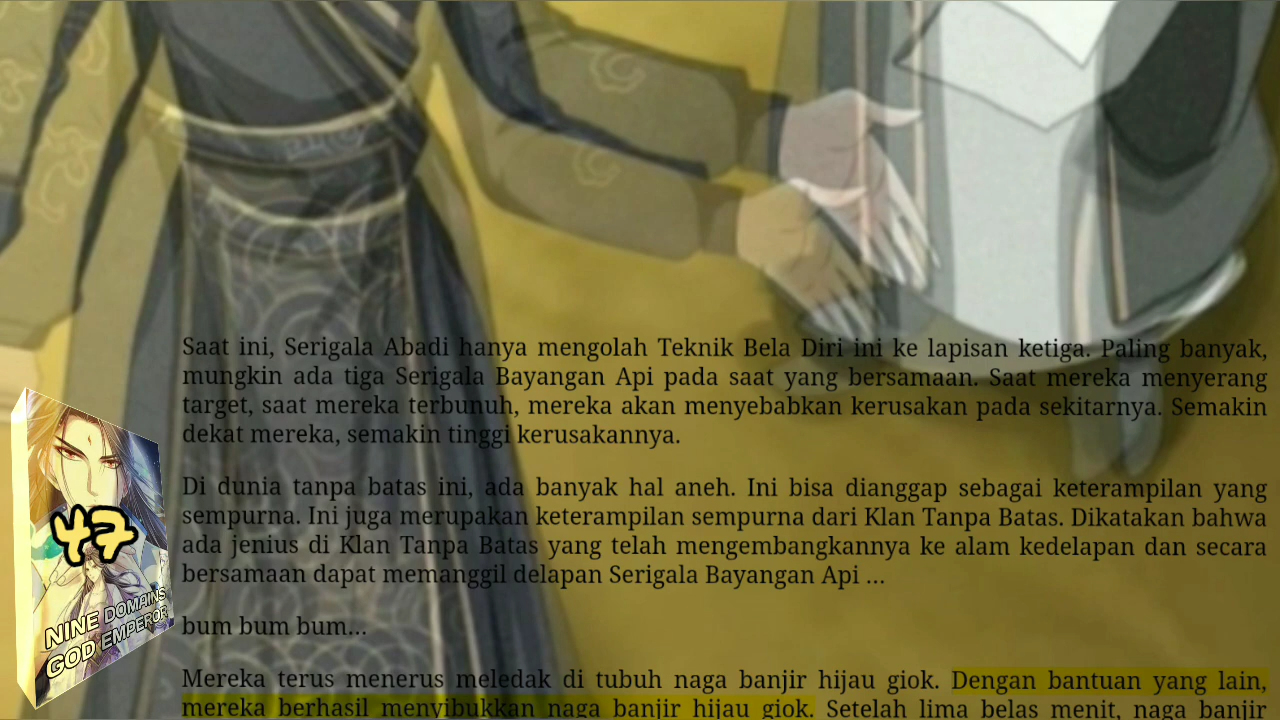 Saat ini, Serigala Abadi hanya mengolah Teknik Bela Diri ini ke lapisan ketiga. Paling banyak,
mungkin ada tiga Serigala Bayangan Api pada saat yang bersamaan. Saat mereka menyerang
target, saat mereka terbunuh, mereka akan menyebabkan kerusakan pada sekitarnya. Semakin
dekat mereka, semakin tinggi kerusakannya.
Di dunia tanpa batas ini, ada banyak hal aneh. Ini bisa dianggap sebagai keterampilan yang
sempurna. Ini juga merupakan keterampilan sempurna dari Klan Tanpa Batas. Dikatakan bahwa
ada jenius di Klan Tanpa Batas yang telah mengembangkannya ke alam kedelapan dan secara
bersamaan dapat memanggil delapan Serigala Bayangan Api ...
bum bum bum...
Mereka terus menerus meledak di tubuh naga banjir hijau giok. Dengan bantuan yang lain,
mereka berhasil menyibukkan naga banjir hijau giok. Setelah lima belas menit, naga banjir
47
NINE DOMAINS
GOD EMPEROR